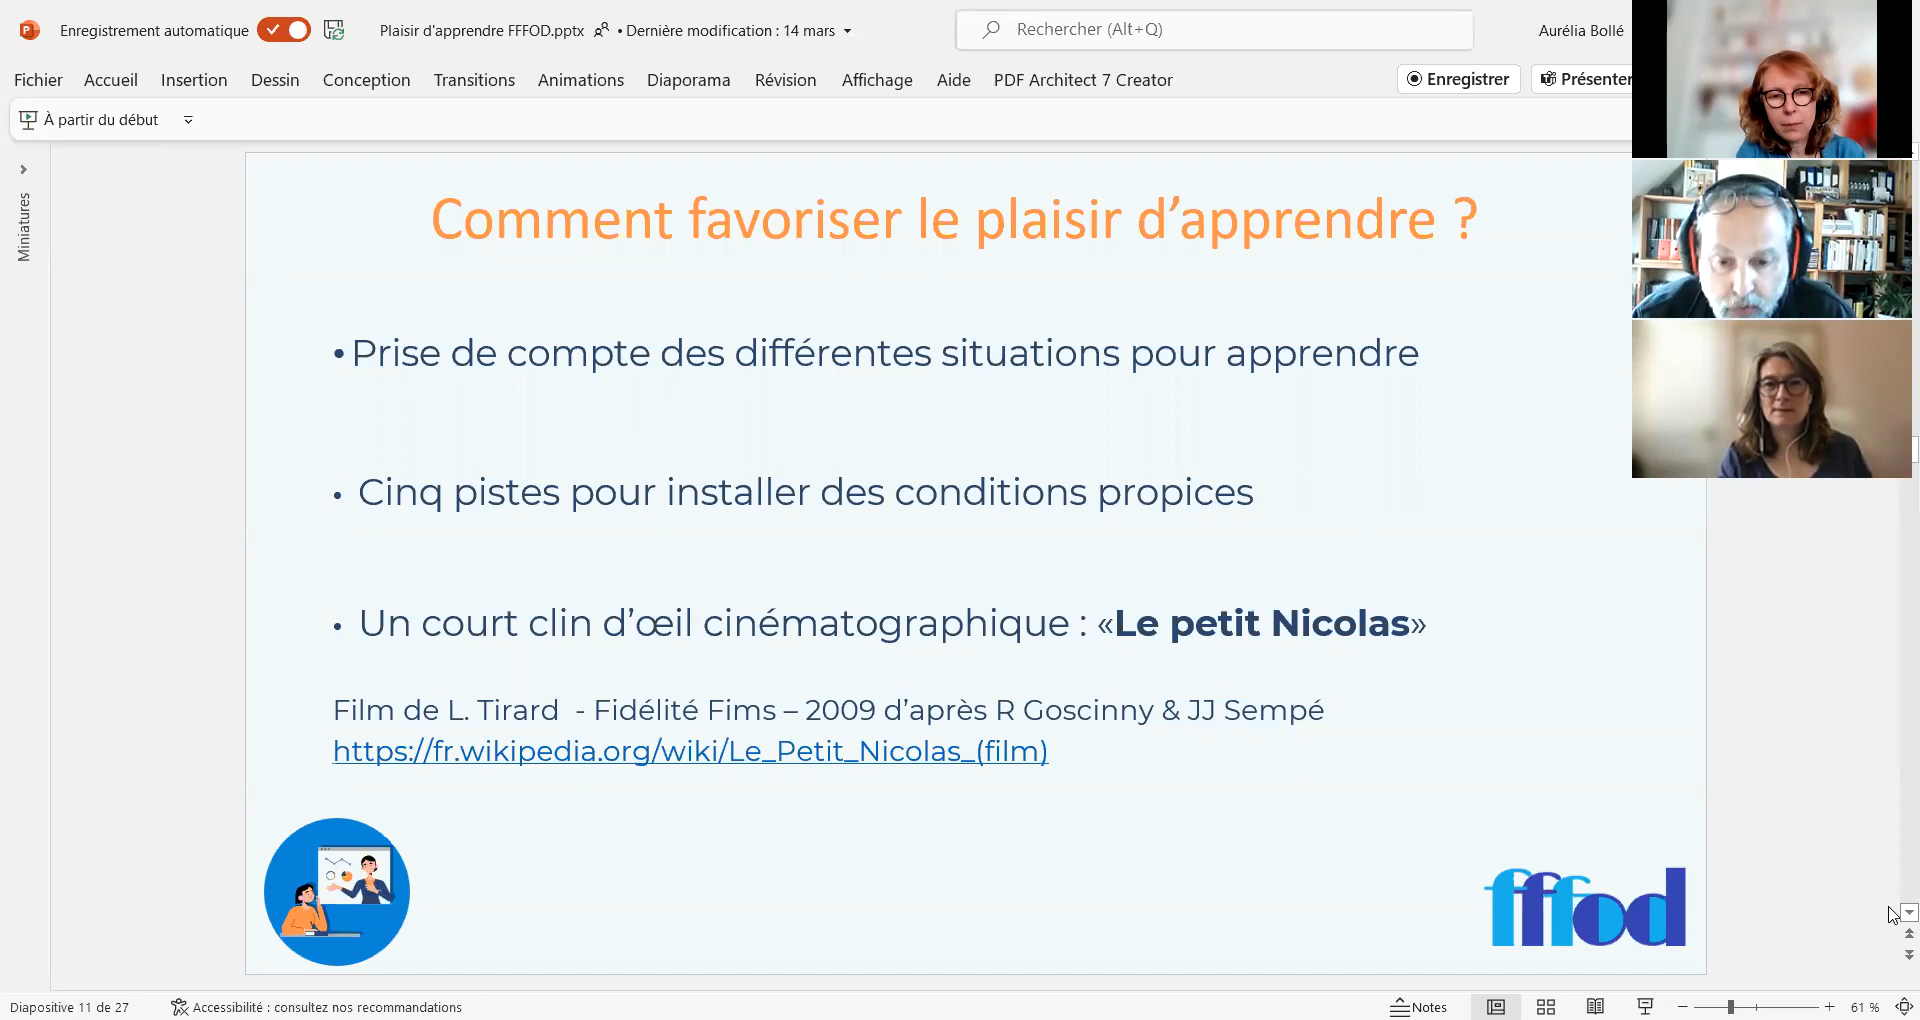 Enregistrement automatique
Plaisir d'apprendre FFFOD.pptx • Dernière modification : 14 mars
Rechercher (Alt+Q)
Aurélia Bollé
Fichier Accueil Insertion Dessin Conception Transitions Animations Diaporama Révision Affichage Aide PDF Architect 7 Creator
Enregistrer
Présenter
À partir du début
Miniatures
Comment favoriser le plaisir d’apprendre ?
• Prise de compte des différentes situations pour apprendre
• Cinq pistes pour installer des conditions propices
• Un court clin d’œil cinématographique : «Le petit Nicolas»
Film de L. Tirard - Fidélité Fims – 2009 d’après R Goscinny & JJ Sempé
https://fr.wikipedia.org/wiki/Le_Petit_Nicolas_(film)
fffod
Diapositive 11 de 27
Accessibilité : consultez nos recommandations
Notes
61 %